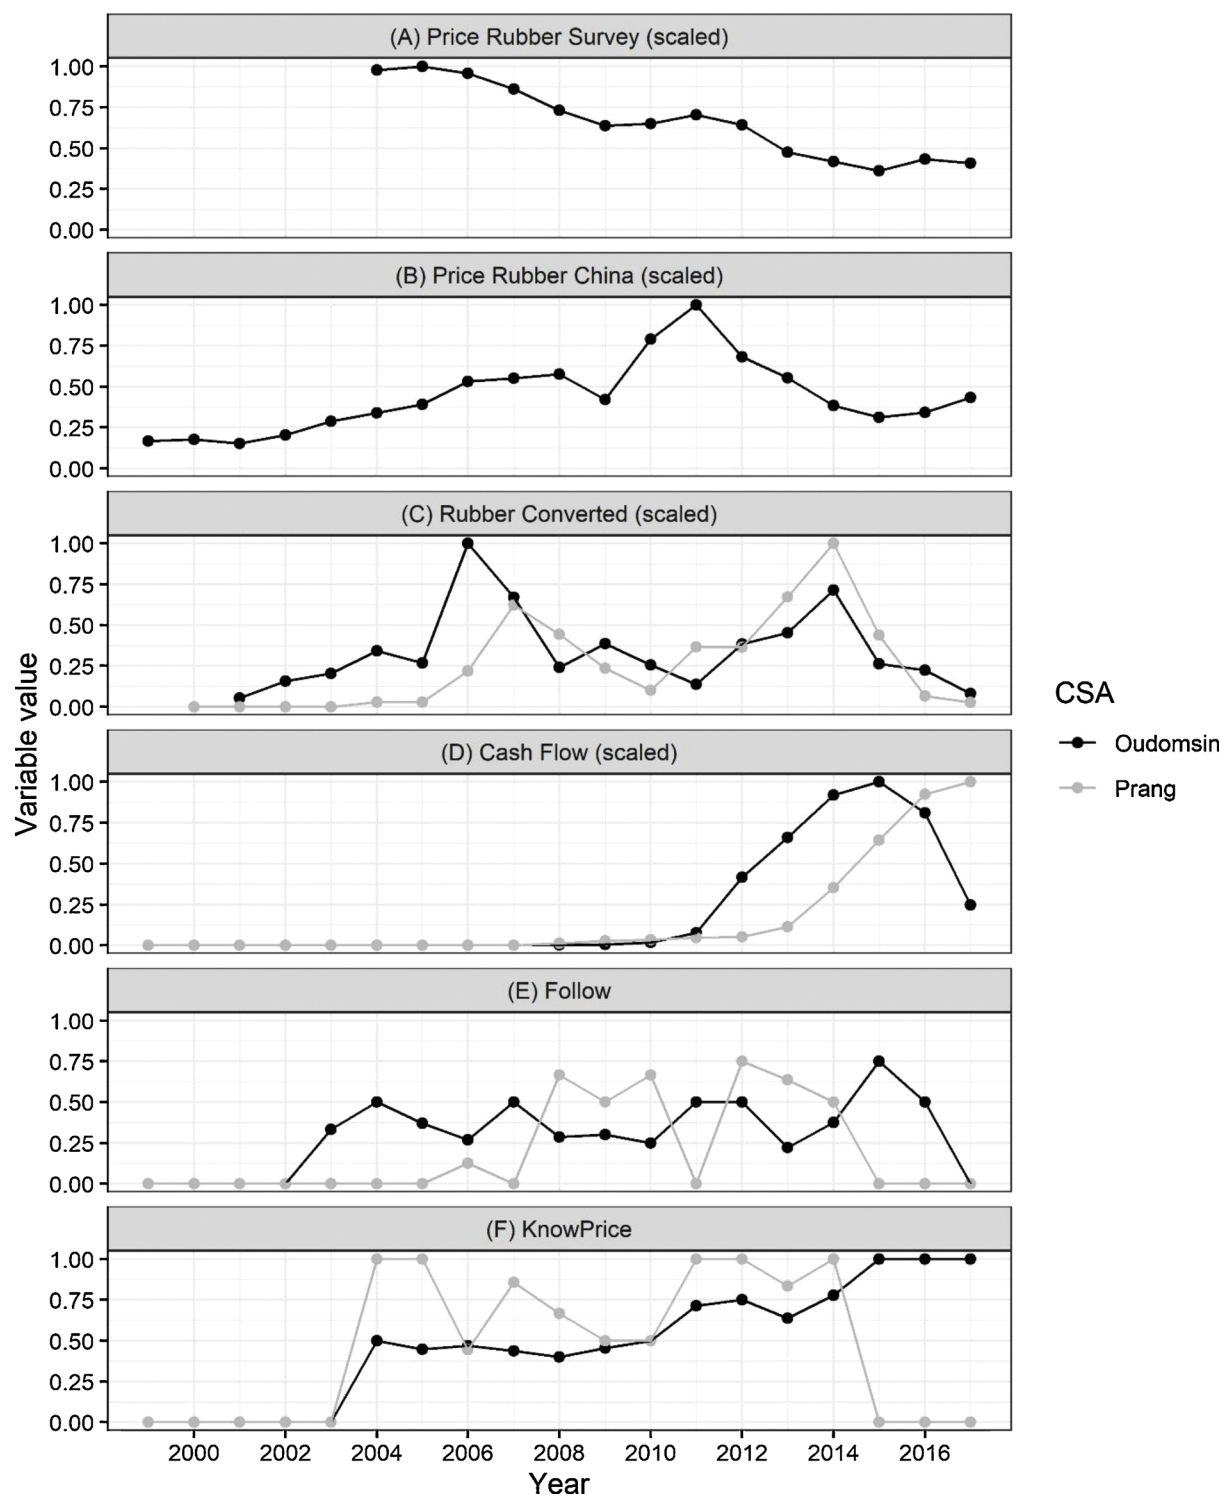 (A) Price Rubber Survey (scaled)
1.00
0.75
0.50
0.25
0.00
(B) Price Rubber China (scaled)
1.00
0.75
0.50
0.25
0.00
(C) Rubber Converted (scaled)
1.00
0.75
0.50
0.25
0.00
(D) Cash Flow (scaled)
1.00
0.75
0.50
0.25
0.00
(E) Follow
1.00
0.75
0.50
0.25
0.00
(F) KnowPrice
1.00
0.75
0.50
0.25
0.00
2000 2002 2004 2006 2008 2010 2012 2014 2016
Year
Variable value
CSA
Oudomsin
Prang